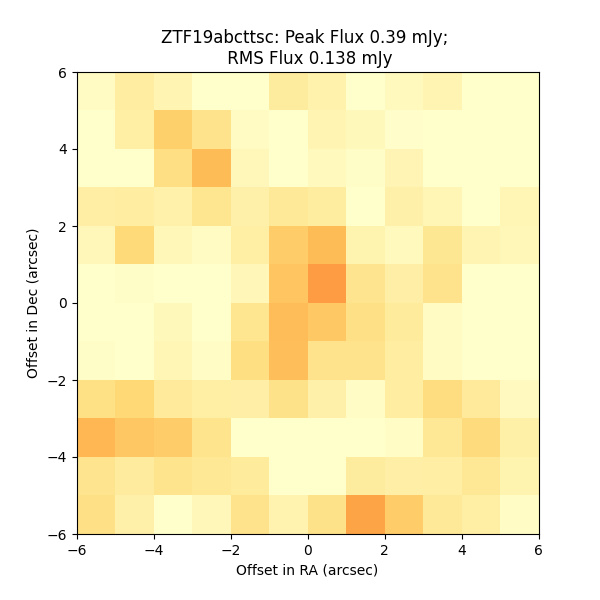 ZTF19abcttsc: Peak Flux 0.39 mJy;
RMS Flux 0.138 mJy
6
4
2
0
−2
−4
−6
Offset in Dec (arcsec)
−6 −4 −2 0 2 4 6
Offset in RA (arcsec)